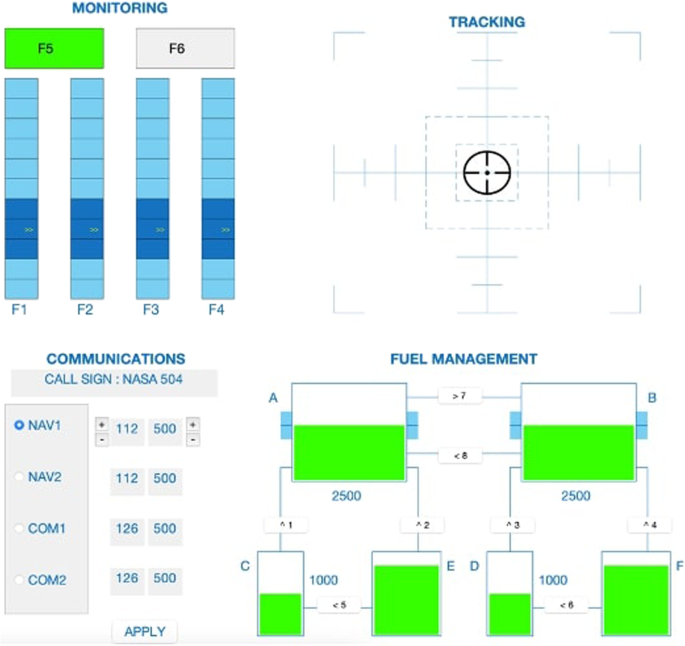 MONITORING
F5
F6
>>
>>
>>
>>
F1
F2
F3
F4
TRACKING
COMMUNICATIONS
CALL SIGN : NASA 504
NAV1
+
-
112
500
+
-
NAV2
112
500
COM1
126
500
COM2
126
500
APPLY
FUEL MANAGEMENT
A
> 7
B
< 8
2500
2500
^ 1
^ 2
^ 3
^ 4
C
1000
E
D
1000
F
< 5
< 6